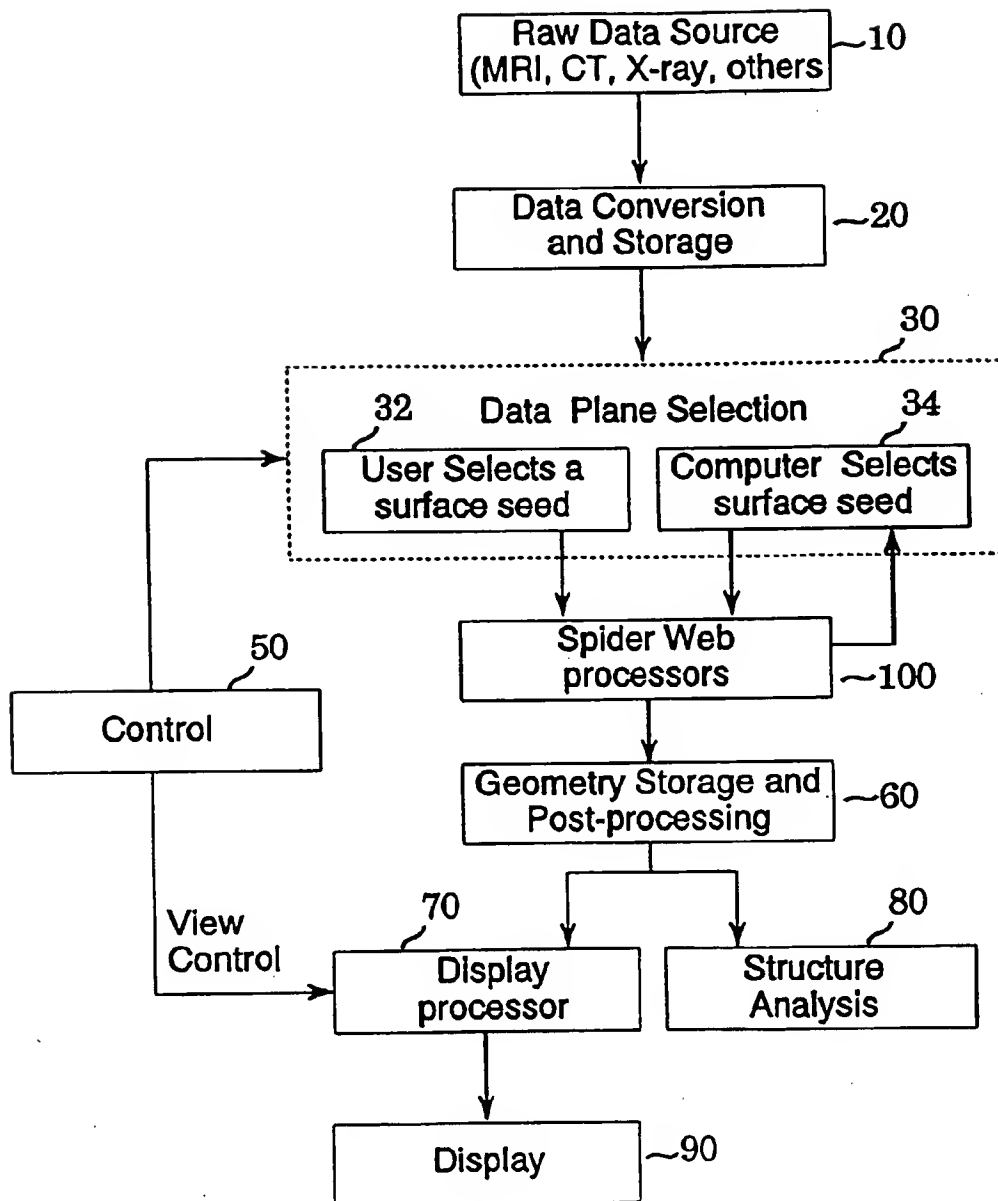 Raw Data Source
(MRI, CT, X-ray, others
10
Data Conversion
and Storage
20
30
Data Plane Selection
32
User Selects a
surface seed
34
Computer Selects
surface seed
Spider Web
processors
100
50
Control
Geometry Storage and
Post-processing
60
View
Control
70
Display
processor
80
Structure
Analysis
Display
90